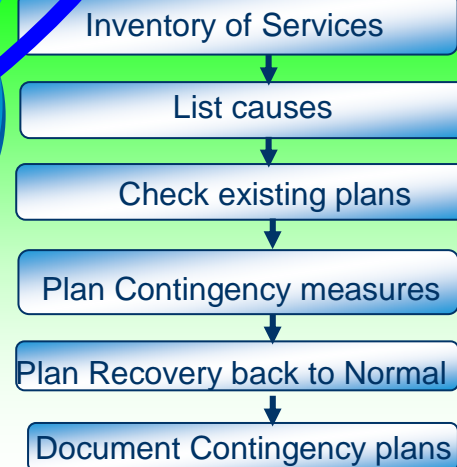 Inventory of Services
List causes
Check existing plans
Plan Contingency measures
Plan Recovery back to Normal
Document Contingency plans